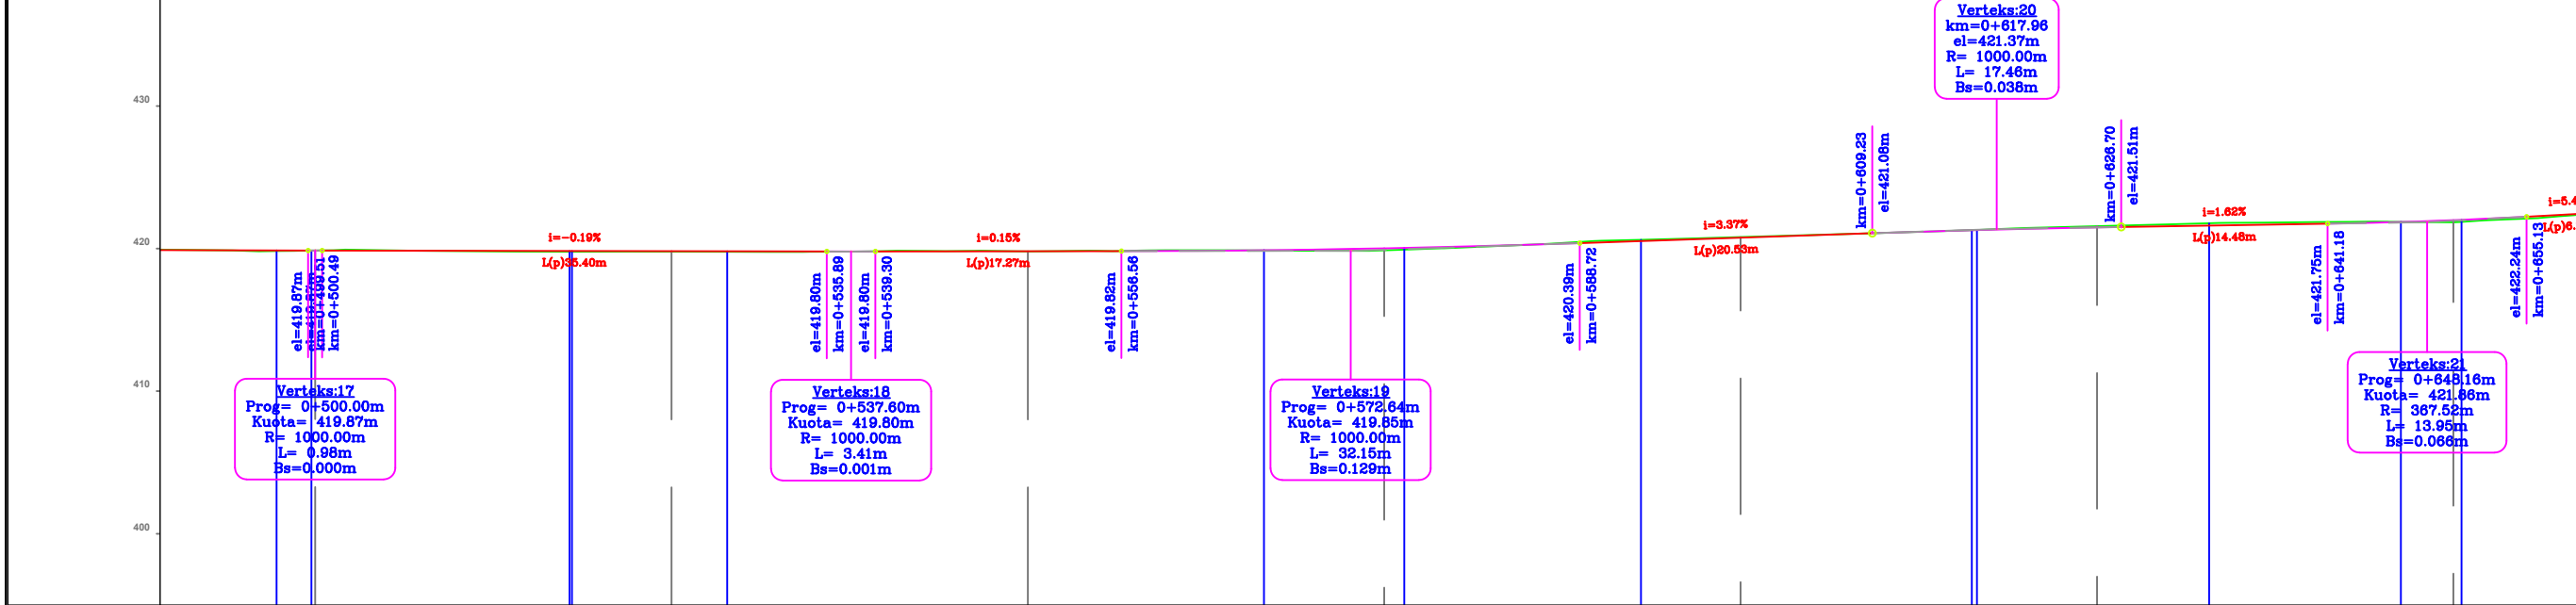 Verteks:20
km=0+617.96
el=421.37m
R= 1000.00m
L= 17.46m
Bs=0.038m
430
km=0+609.23
el=421.08m
km=0+626.70
el=421.51m
420
i=-0.19%
L(p)35.40m
i=0.15%
L(p)17.27m
i=3.37%
L(p)20.53m
i=1.62%
L(p)14.48m
i=5.4
L(p)6.
el=419.87m
km=0+499.51
km=0+500.49
el=419.80m
km=0+535.89
el=419.80m
km=0+539.30
el=419.82m
km=0+556.56
el=420.39m
km=0+588.72
el=421.75m
km=0+641.18
el=422.24m
km=0+655.13
410
Verteks:17
Prog= 0+500.00m
Kuota= 419.87m
R= 1000.00m
L= 0.98m
Bs=0.000m
Verteks:18
Prog= 0+537.60m
Kuota= 419.80m
R= 1000.00m
L= 3.41m
Bs=0.001m
Verteks:19
Prog= 0+572.64m
Kuota= 419.85m
R= 1000.00m
L= 32.15m
Bs=0.129m
Verteks:21
Prog= 0+648.16m
Kuota= 421.86m
R= 367.52m
L= 13.95m
Bs=0.066m
400